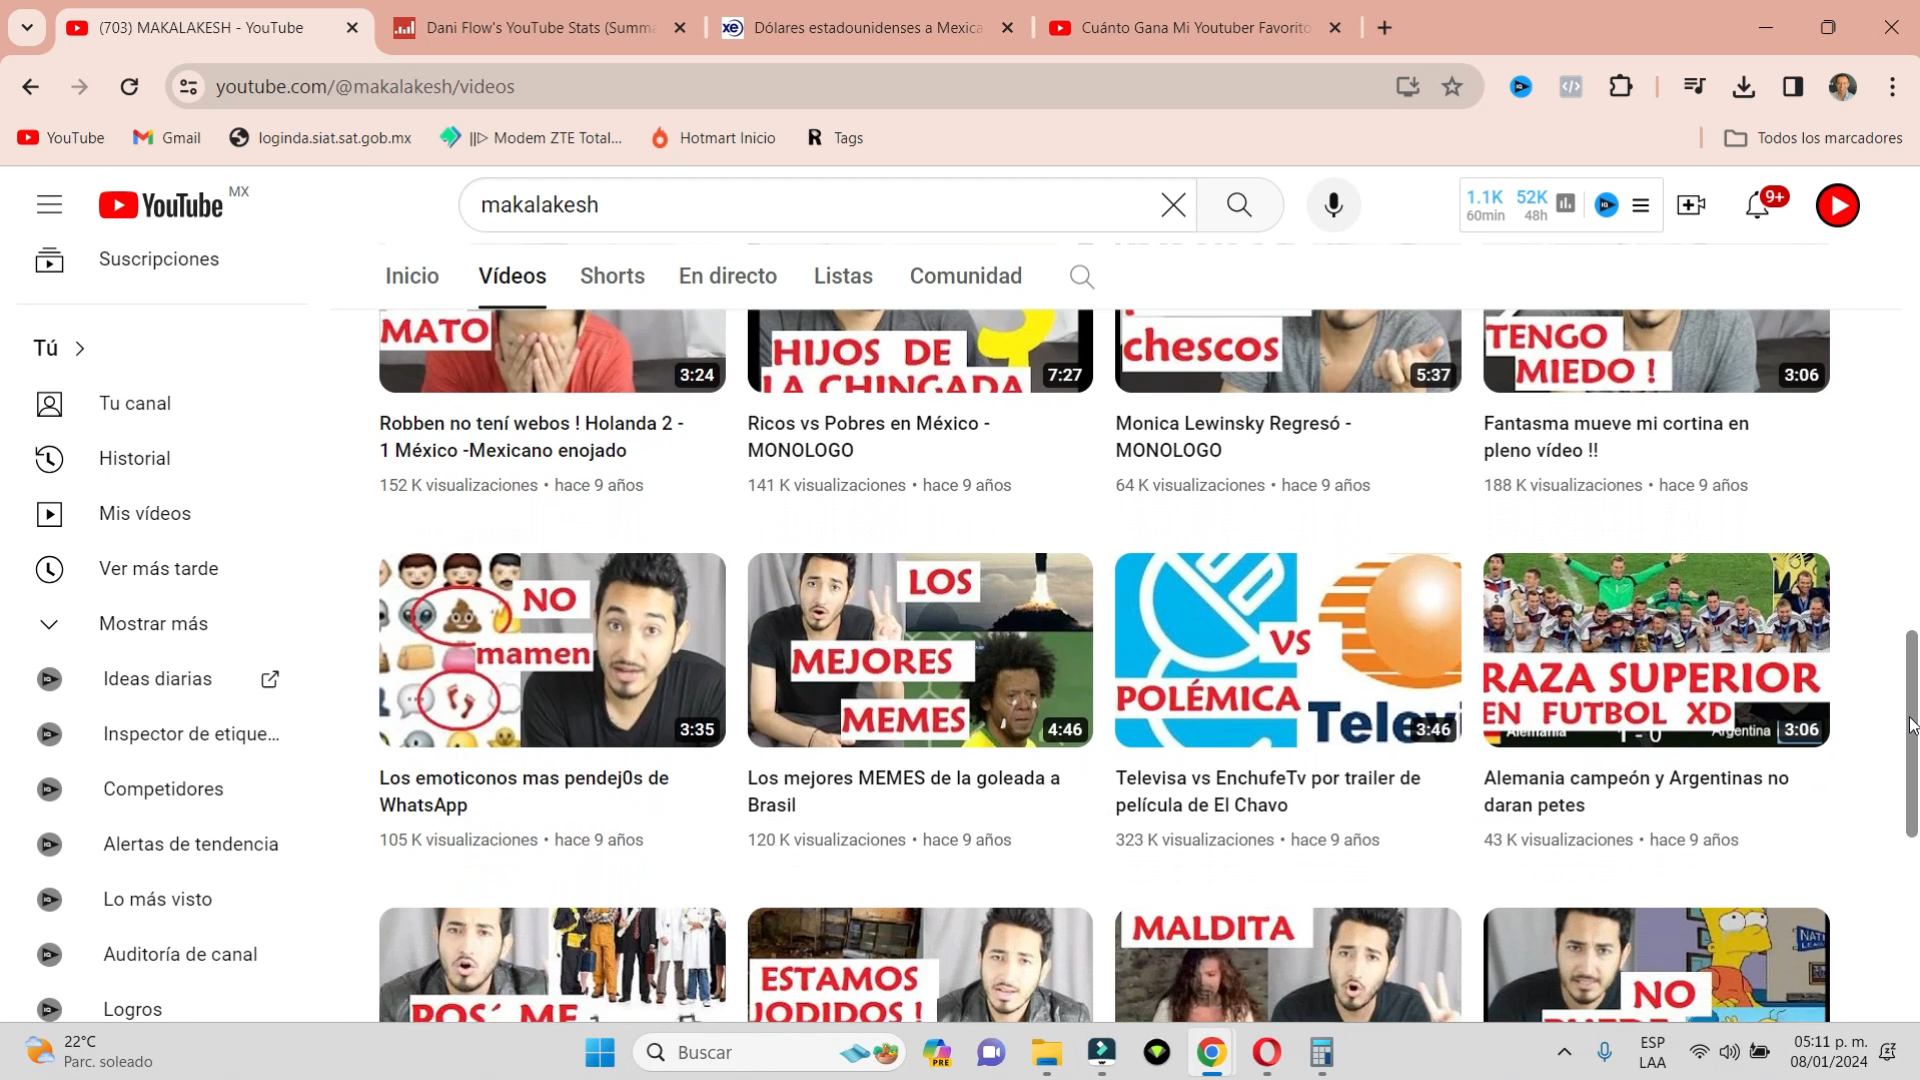 (703) MAKALAKESH - YouTube
Dani Flow's YouTube Stats (Summa
xe Dólares estadounidenses a Mexica
Cuánto Gana Mi Youtuber Favorito
youtube.com/@makalakesh/videos
YouTube
Gmail
loginda.siat.sat.gob.mx
||▷ Modem ZTE Total...
Hotmart Inicio
R Tags
Todos los marcadores
YouTube MX
makalakesh
1.1K 52K
60min 48h
9+
Suscripciones
Inicio
Vídeos
Shorts
En directo
Listas
Comunidad
Tú
Tu canal
Historial
Mis vídeos
Ver más tarde
Mostrar más
Ideas diarias
Inspector de etique...
Competidores
Alertas de tendencia
Lo más visto
Auditoría de canal
Logros
MATO
3:24
HIJOS DE
LA CHINGADA
7:27
chescos
5:37
TENGO
MIEDO !
3:06
Robben no tení webos ! Holanda 2 -
1 México -Mexicano enojado
152 K visualizaciones • hace 9 años
Ricos vs Pobres en México -
MONOLOGO
141 K visualizaciones • hace 9 años
Monica Lewinsky Regresó -
MONOLOGO
64 K visualizaciones • hace 9 años
Fantasma mueve mi cortina en
pleno vídeo !!
188 K visualizaciones • hace 9 años
NO
mamen
3:35
LOS
MEJORES
MEMES
4:46
VS
POLÉMICA
Televi
3:46
RAZA SUPERIOR
EN FUTBOL XD
Alemania 1 - 0 Argentina
3:06
Los emoticonos mas pendej0s de
WhatsApp
105 K visualizaciones • hace 9 años
Los mejores MEMES de la goleada a
Brasil
120 K visualizaciones • hace 9 años
Televisa vs EnchufeTv por trailer de
película de El Chavo
323 K visualizaciones • hace 9 años
Alemania campeón y Argentinas no
daran petes
43 K visualizaciones • hace 9 años
POS´ ME
ESTAMOS
JODIDOS !
MALDITA
NO
PUEDE
22°C
Parc. soleado
Buscar
PRE
ESP
LAA
05:11 p. m.
08/01/2024